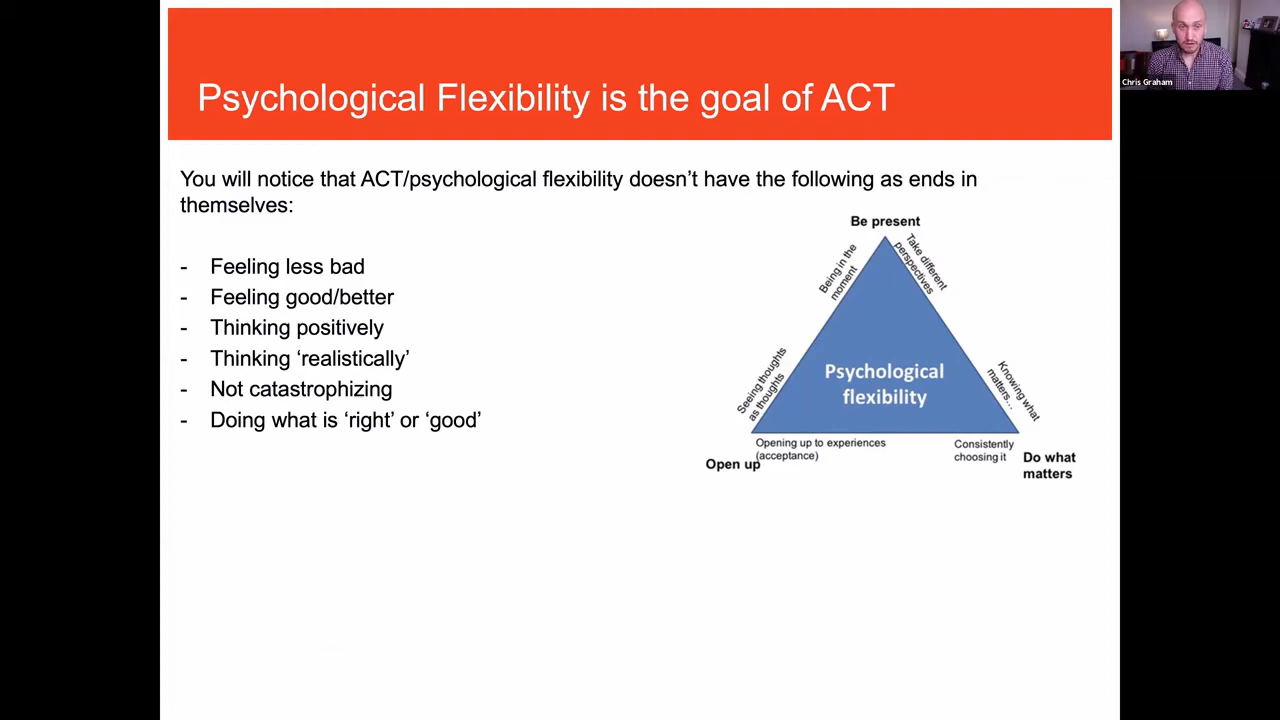 Psychological Flexibility is the goal of ACT
Chris Graham
You will notice that ACT/psychological flexibility doesn’t have the following as ends in
themselves:
- Feeling less bad
- Feeling good/better
- Thinking positively
- Thinking ‘realistically’
- Not catastrophizing
- Doing what is ‘right’ or ‘good’
Be present
Being in the
moment
Take different
perspectives
Seeing thoughts
as thoughts
Psychological
flexibility
Knowing what
matters...
Opening up to experiences
(acceptance)
Consistently
choosing it
Open up
Do what
matters